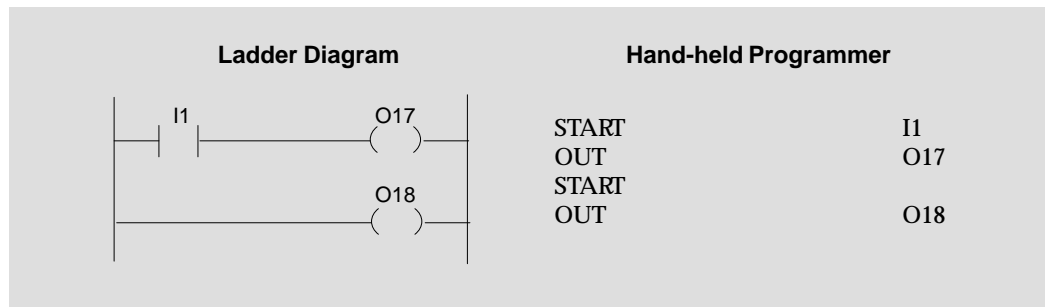 Ladder Diagram
Hand-held Programmer
I1
O17
O18
START I1
OUT O17
START
OUT O18